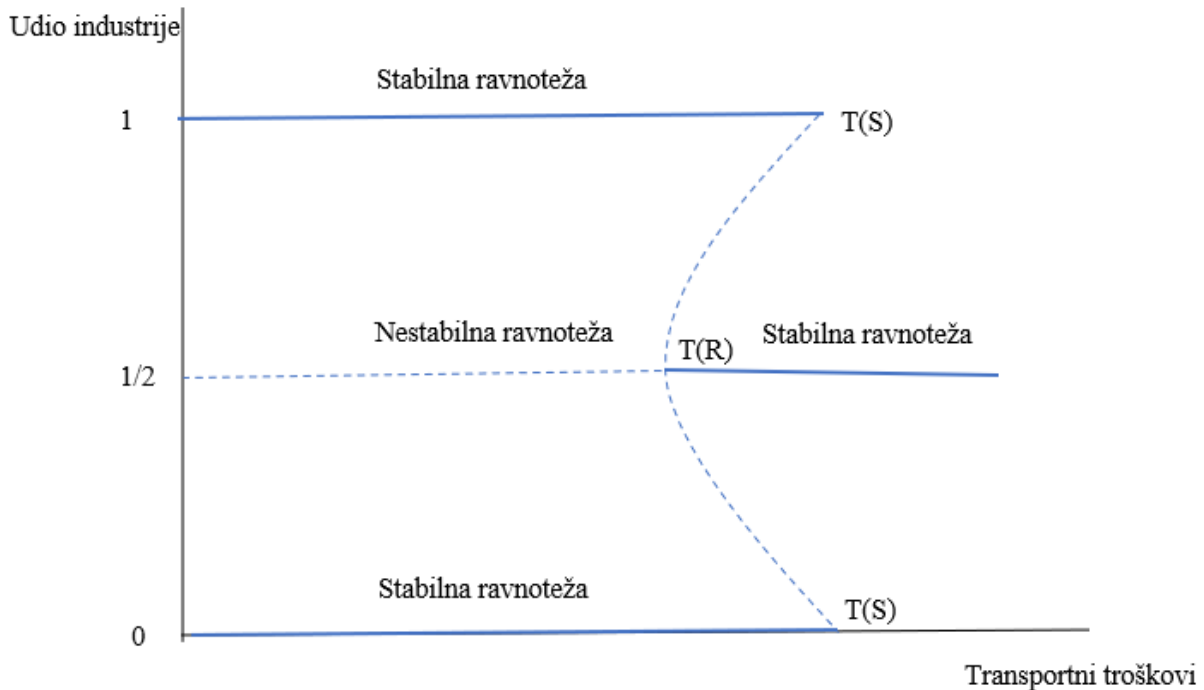 Udio industrije
Stabilna ravnoteža
1
T(S)
Nestabilna ravnoteža
Stabilna ravnoteža
T(R)
1/2
Stabilna ravnoteža
T(S)
0
Transportni troškovi